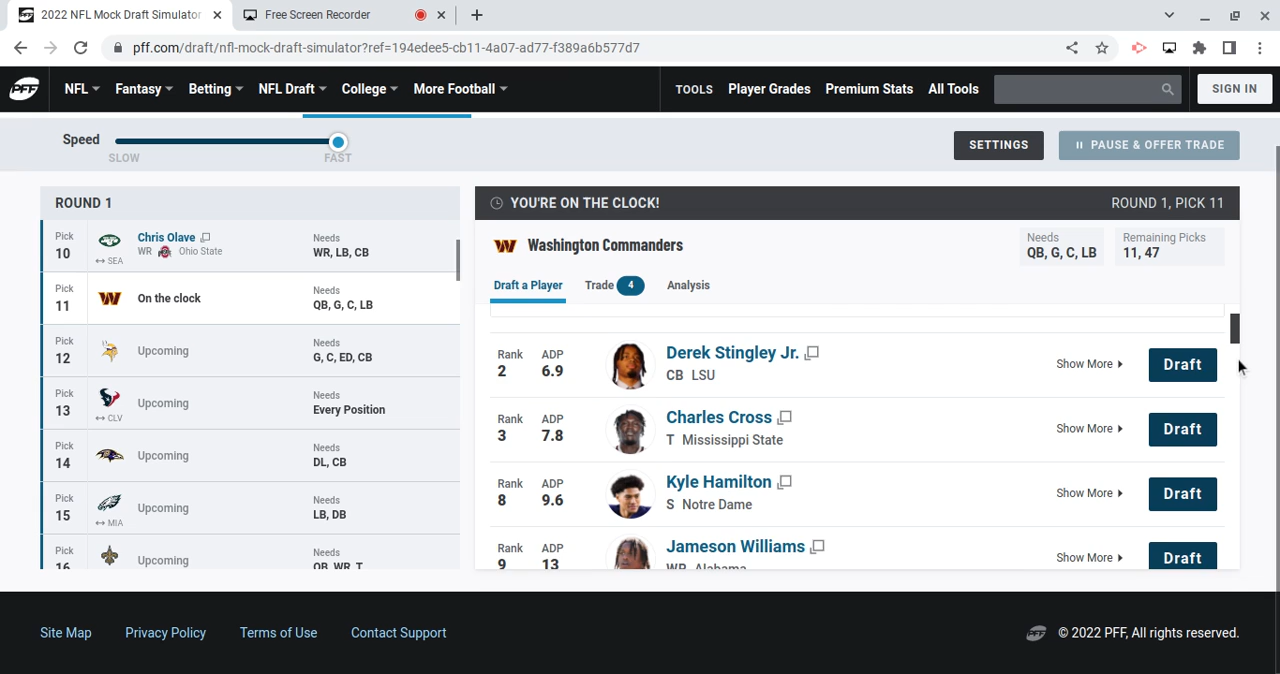 2022 NFL Mock Draft Simulator
Free Screen Recorder
pff.com/draft/nfl-mock-draft-simulator?ref=194edee5-cb11-4a07-ad77-f389a6b577d7
PFF
NFL
Fantasy
Betting
NFL Draft
College
More Football
TOOLS
Player Grades
Premium Stats
All Tools
SIGN IN
Speed
SLOW
FAST
SETTINGS
PAUSE & OFFER TRADE
ROUND 1
Pick
10
↔ SEA
Chris Olave
WR Ohio State
Needs
WR, LB, CB
Pick
11
On the clock
Needs
QB, G, C, LB
Pick
12
Upcoming
Needs
G, C, ED, CB
Pick
13
↔ CLV
Upcoming
Needs
Every Position
Pick
14
Upcoming
Needs
DL, CB
Pick
15
↔ MIA
Upcoming
Needs
LB, DB
Pick
16
Upcoming
Needs
QB, WR, T
YOU'RE ON THE CLOCK!
ROUND 1, PICK 11
Washington Commanders
Needs
QB, G, C, LB
Remaining Picks
11, 47
Draft a Player
Trade 4
Analysis
Rank
2
ADP
6.9
Derek Stingley Jr.
CB LSU
Show More
Draft
Rank
3
ADP
7.8
Charles Cross
T Mississippi State
Show More
Draft
Rank
8
ADP
9.6
Kyle Hamilton
S Notre Dame
Show More
Draft
Rank
9
ADP
13
Jameson Williams
WR Alabama
Show More
Draft
Site Map
Privacy Policy
Terms of Use
Contact Support
PFF
© 2022 PFF, All rights reserved.